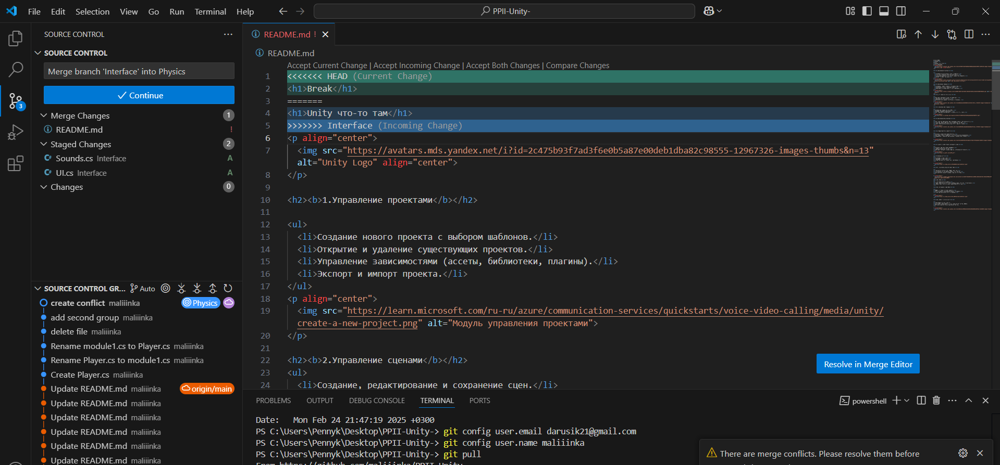 File Edit Selection View Go Run Terminal Help
PPII-Unity-
SOURCE CONTROL
SOURCE CONTROL
Merge branch 'Interface' into Physics
Continue
3
Merge Changes 1
README.md !
Staged Changes 2
C# Sounds.cs Interface A
C# UI.cs Interface A
Changes 0
SOURCE CONTROL GR... Auto
create conflict maliiinka Physics
add second group maliiinka
delete file maliiinka
Rename module1.cs to Player.cs maliiinka
Rename Player.cs to module1.cs maliiinka
Create Player.cs maliiinka
Update README.md maliiinka origin/main
Update README.md maliiinka
Update README.md maliiinka
Update README.md maliiinka
Update README.md maliiinka
Update README.md maliiinka
README.md !
README.md
Accept Current Change | Accept Incoming Change | Accept Both Changes | Compare Changes
1 <<<<<<< HEAD (Current Change)
2 <h1>Break</h1>
3 =======
4 <h1>Unity что-то там</h1>
5 >>>>>>> Interface (Incoming Change)
6 <p align="center">
7 <img src="https://avatars.mds.yandex.net/i?id=2c475b93f7ad3f6e0b5a87e00deb1dba82c98555-12967326-images-thumbs&n=13"
alt="Unity Logo" align="center">
8 </p>
9
10 <h2><b>1.Управление проектами</b></h2>
11
12 <ul>
13 <li>Создание нового проекта с выбором шаблонов.</li>
14 <li>Открытие и удаление существующих проектов.</li>
15 <li>Управление зависимостями (ассеты, библиотеки, плагины).</li>
16 <li>Экспорт и импорт проекта.</li>
17 </ul>
18 <p align="center">
19 <img src="https://learn.microsoft.com/ru-ru/azure/communication-services/quickstarts/voice-video-calling/media/unity/
create-a-new-project.png" alt="Модуль управления проектами">
20 </p>
21
22 <h2><b>2.Управление сценами</b></h2>
23 <ul>
24 <li>Создание, редактирование и сохранение сцен.</li>
Resolve in Merge Editor
PROBLEMS OUTPUT DEBUG CONSOLE TERMINAL PORTS
powershell
Date: Mon Feb 24 21:47:19 2025 +0300
PS C:\Users\Pennyk\Desktop\PPII-Unity-> git config user.email darusik21@gmail.com
PS C:\Users\Pennyk\Desktop\PPII-Unity-> git config user.name maliiinka
PS C:\Users\Pennyk\Desktop\PPII-Unity-> git pull
From https://github.com/maliiinka/PPII-Unity
There are merge conflicts. Please resolve them before